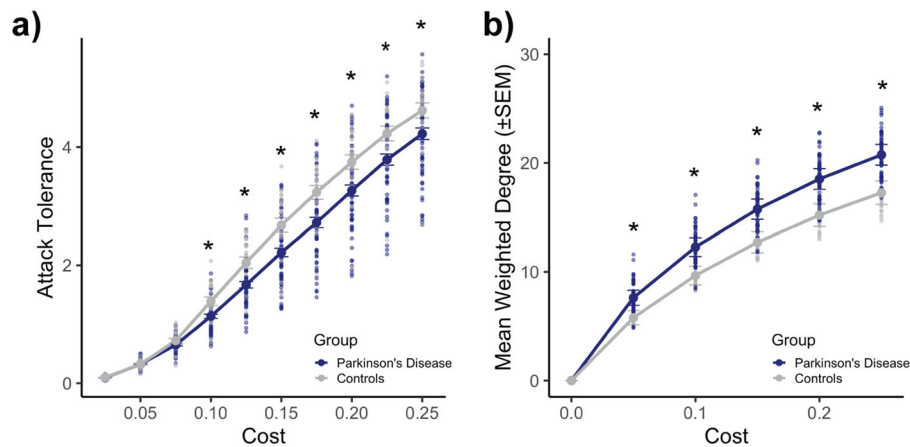 a)
Attack Tolerance
4
2
0
* * * * * * *
Group
Parkinson's Disease
Controls
0.05 0.10 0.15 0.20 0.25
Cost
b)
Mean Weighted Degree (±SEM)
30
20
10
0
* * * * *
Group
Parkinson's Disease
Controls
0.0 0.1 0.2
Cost